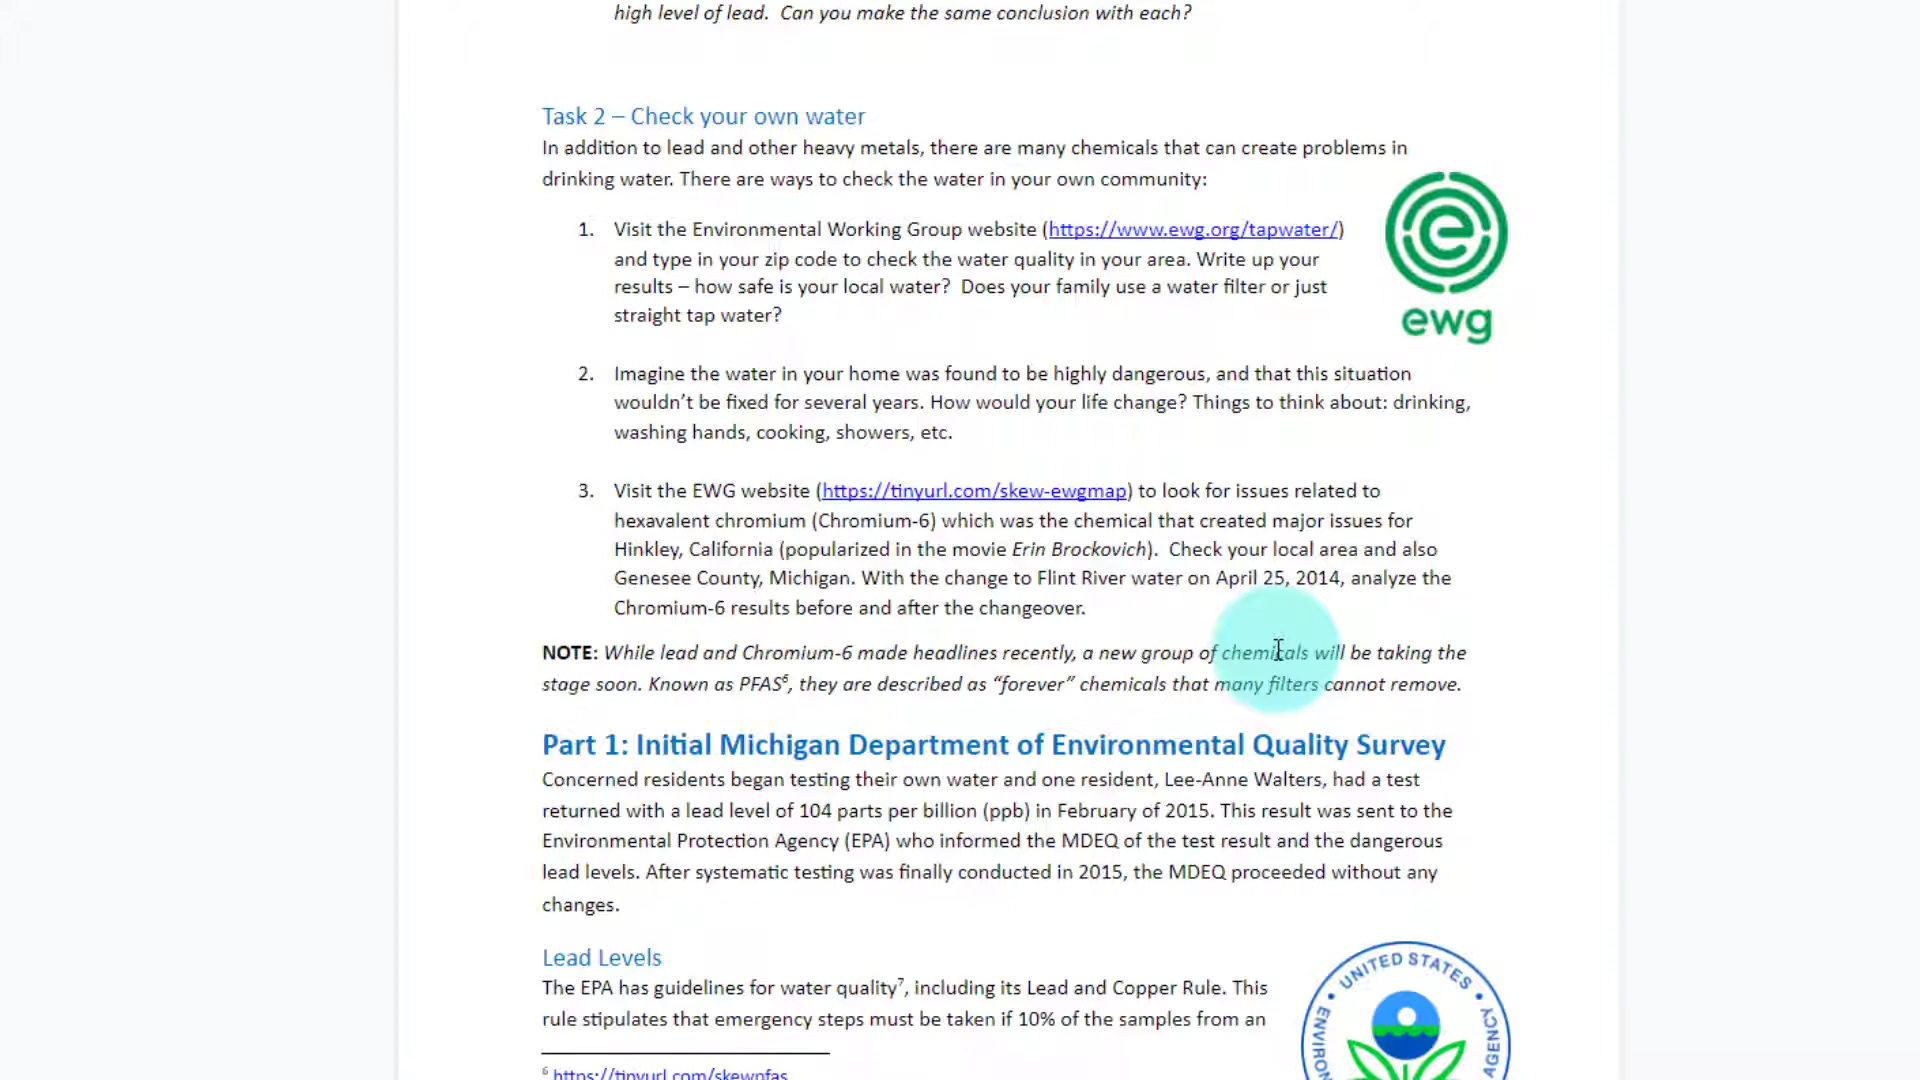 high level of lead.  Can you make the same conclusion with each?
Task 2 – Check your own water
In addition to lead and other heavy metals, there are many chemicals that can create problems in
drinking water. There are ways to check the water in your own community:
1. Visit the Environmental Working Group website (https://www.ewg.org/tapwater/)
and type in your zip code to check the water quality in your area. Write up your
results – how safe is your local water?  Does your family use a water filter or just
straight tap water?
ewg
2. Imagine the water in your home was found to be highly dangerous, and that this situation
wouldn’t be fixed for several years. How would your life change? Things to think about: drinking,
washing hands, cooking, showers, etc.
3. Visit the EWG website (https://tinyurl.com/skew-ewgmap) to look for issues related to
hexavalent chromium (Chromium-6) which was the chemical that created major issues for
Hinkley, California (popularized in the movie Erin Brockovich).  Check your local area and also
Genesee County, Michigan. With the change to Flint River water on April 25, 2014, analyze the
Chromium-6 results before and after the changeover.
NOTE: While lead and Chromium-6 made headlines recently, a new group of chemicals will be taking the
stage soon. Known as PFAS⁶, they are described as “forever” chemicals that many filters cannot remove.
Part 1: Initial Michigan Department of Environmental Quality Survey
Concerned residents began testing their own water and one resident, Lee-Anne Walters, had a test
returned with a lead level of 104 parts per billion (ppb) in February of 2015. This result was sent to the
Environmental Protection Agency (EPA) who informed the MDEQ of the test result and the dangerous
lead levels. After systematic testing was finally conducted in 2015, the MDEQ proceeded without any
changes.
Lead Levels
The EPA has guidelines for water quality⁷, including its Lead and Copper Rule. This
rule stipulates that emergency steps must be taken if 10% of the samples from an
UNITED STATES
AGENCY
⁶ https://tinyurl.com/skewpfas